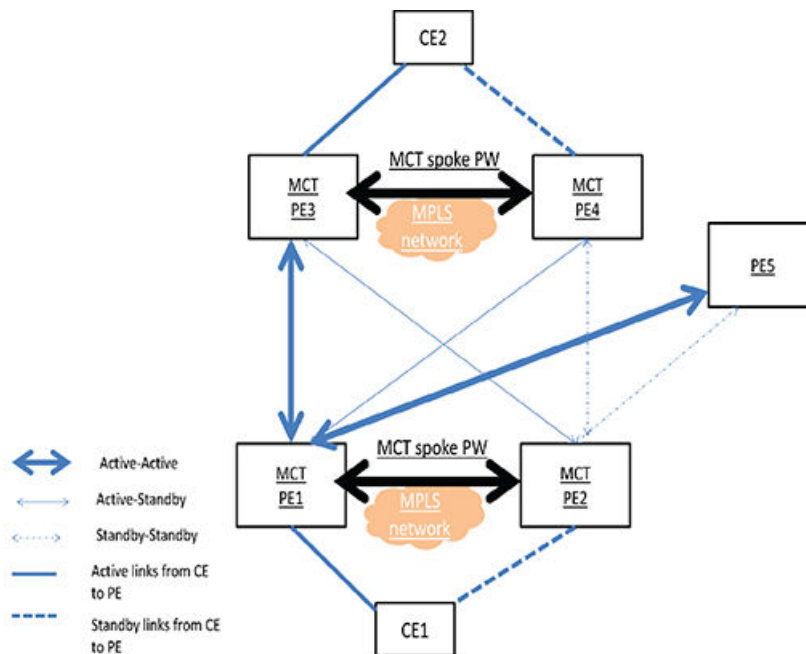 CE2
MCT spoke PW
MCT
PE3
MCT
PE4
MPLS
network
PE5
MCT spoke PW
MCT
PE1
MCT
PE2
MPLS
network
CE1
Active-Active
Active-Standby
Standby-Standby
Active links from CE
to PE
Standby links from CE
to PE